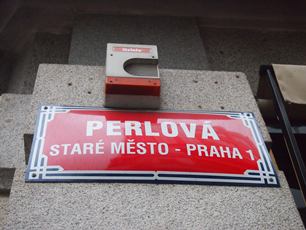 PERLOVÁ
STARÉ MĚSTO - PRAHA 1